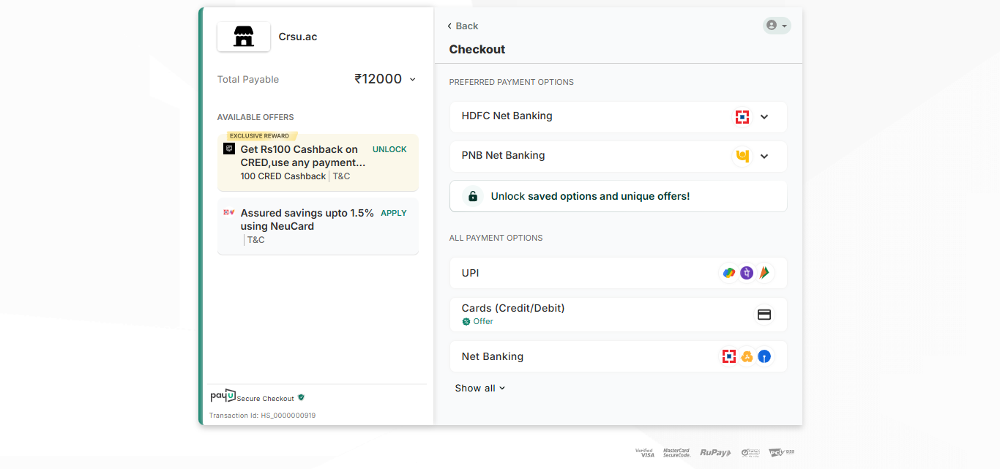 Crsu.ac
Total Payable
₹12000
AVAILABLE OFFERS
EXCLUSIVE REWARD
Get Rs100 Cashback on
CRED,use any payment...
UNLOCK
100 CRED Cashback
T&C
Assured savings upto 1.5%
using NeuCard
APPLY
T&C
payU Secure Checkout
Transaction Id: HS_0000000919
Back
Checkout
PREFERRED PAYMENT OPTIONS
HDFC Net Banking
PNB Net Banking
Unlock saved options and unique offers!
ALL PAYMENT OPTIONS
UPI
Cards (Credit/Debit)
Offer
Net Banking
Show all
Verified
VISA
MasterCard
SecureCode.
RuPay
PCI DSS